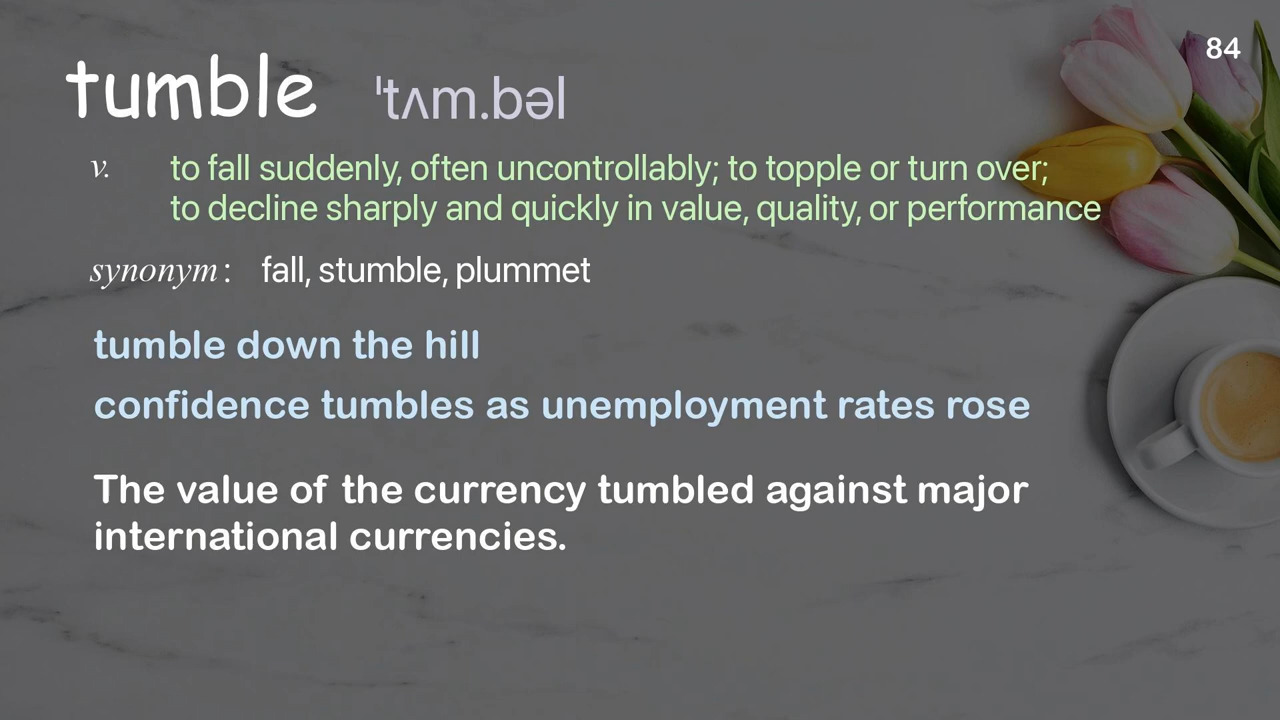 84
tumble ˈtʌm.bəl
v. to fall suddenly, often uncontrollably; to topple or turn over;
to decline sharply and quickly in value, quality, or performance
synonym : fall, stumble, plummet
tumble down the hill
confidence tumbles as unemployment rates rose
The value of the currency tumbled against major
international currencies.